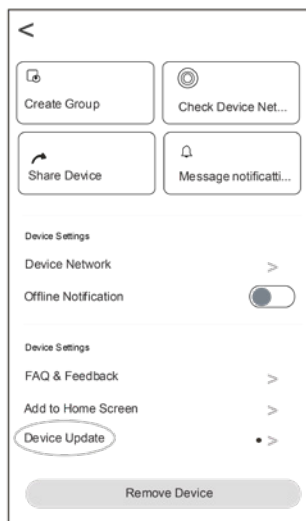 <
Create Group
Check Device Net...
Share Device
Message notificatti...
Device Settings
Device Network >
Offline Notification
Device Settings
FAQ & Feedback >
Add to Home Screen >
Device Update • >
Remove Device